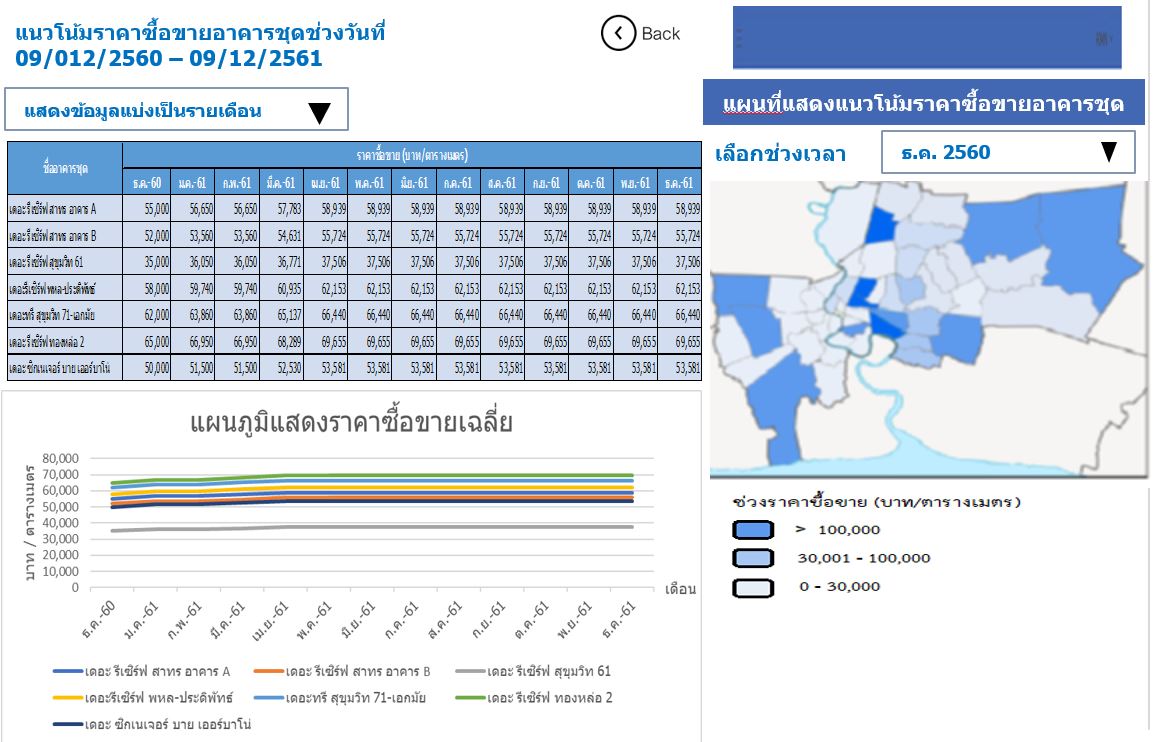 แนวโน้มราคาซื้อขายอาคารชุดช่วงวันที่
09/012/2560 – 09/12/2561
Back
แสดงข้อมูลแบ่งเป็นรายเดือน
ชื่ออาคารชุด
ราคาซื้อขาย (บาท/ตารางเมตร)
ธ.ค.-60 ม.ค.-61 ก.พ.-61 มี.ค.-61 เม.ย.-61 พ.ค.-61 มิ.ย.-61 ก.ค.-61 ส.ค.-61 ก.ย.-61 ต.ค.-61 พ.ย.-61 ธ.ค.-61
เดอะ รีเซิร์ฟ สาทร อาคาร A 55,000 56,650 56,650 57,783 58,939 58,939 58,939 58,939 58,939 58,939 58,939 58,939 58,939
เดอะ รีเซิร์ฟ สาทร อาคาร B 52,000 53,560 53,560 54,631 55,724 55,724 55,724 55,724 55,724 55,724 55,724 55,724 55,724
เดอะ รีเซิร์ฟ สุขุมวิท 61 35,000 36,050 36,050 36,771 37,506 37,506 37,506 37,506 37,506 37,506 37,506 37,506 37,506
เดอะรีเซิร์ฟ พหล-ประดิพัทธ์ 58,000 59,740 59,740 60,935 62,153 62,153 62,153 62,153 62,153 62,153 62,153 62,153 62,153
เดอะทรี สุขุมวิท 71-เอกมัย 62,000 63,860 63,860 65,137 66,440 66,440 66,440 66,440 66,440 66,440 66,440 66,440 66,440
เดอะ รีเซิร์ฟ ทองหล่อ 2 65,000 66,950 66,950 68,289 69,655 69,655 69,655 69,655 69,655 69,655 69,655 69,655 69,655
เดอะ ซิกเนเจอร์ บาย เออร์บาโน่ 50,000 51,500 51,500 52,530 53,581 53,581 53,581 53,581 53,581 53,581 53,581 53,581 53,581
แผนภูมิแสดงราคาซื้อขายเฉลี่ย
บาท / ตารางเมตร
80,000
70,000
60,000
50,000
40,000
30,000
20,000
10,000
0
ธ.ค.-60 ม.ค.-61 ก.พ.-61 มี.ค.-61 เม.ย.-61 พ.ค.-61 มิ.ย.-61 ก.ค.-61 ส.ค.-61 ก.ย.-61 ต.ค.-61 พ.ย.-61 ธ.ค.-61
เดือน
เดอะ รีเซิร์ฟ สาทร อาคาร A เดอะ รีเซิร์ฟ สาทร อาคาร B เดอะ รีเซิร์ฟ สุขุมวิท 61
เดอะรีเซิร์ฟ พหล-ประดิพัทธ์ เดอะทรี สุขุมวิท 71-เอกมัย เดอะ รีเซิร์ฟ ทองหล่อ 2
เดอะ ซิกเนเจอร์ บาย เออร์บาโน่
แผนที่แสดงแนวโน้มราคาซื้อขายอาคารชุด
เลือกช่วงเวลา
ธ.ค. 2560
ช่วงราคาซื้อขาย (บาท/ตารางเมตร)
> 100,000
30,001 - 100,000
0 - 30,000